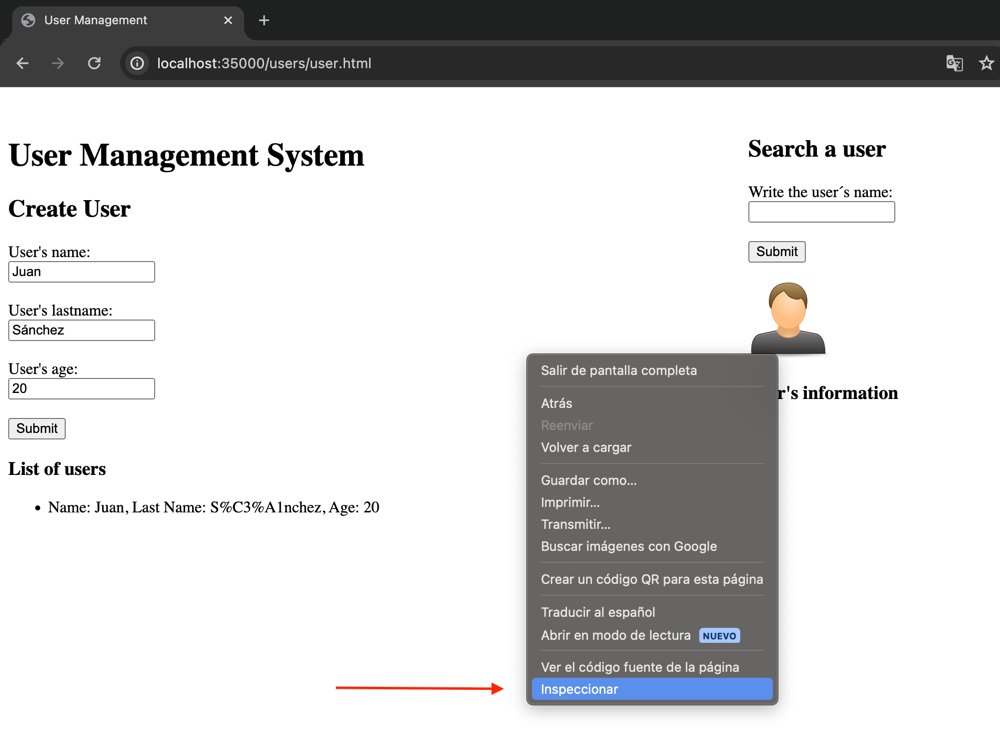 User Management
localhost:35000/users/user.html
User Management System
Create User
User's name:
Juan
User's lastname:
Sánchez
User's age:
20
Submit
List of users
Name: Juan, Last Name: S%C3%A1nchez, Age: 20
Search a user
Write the user´s name:
Submit
r's information
Salir de pantalla completa
Atrás
Reenviar
Volver a cargar
Guardar como...
Imprimir...
Transmitir...
Buscar imágenes con Google
Crear un código QR para esta página
Traducir al español
Abrir en modo de lectura NUEVO
Ver el código fuente de la página
Inspeccionar